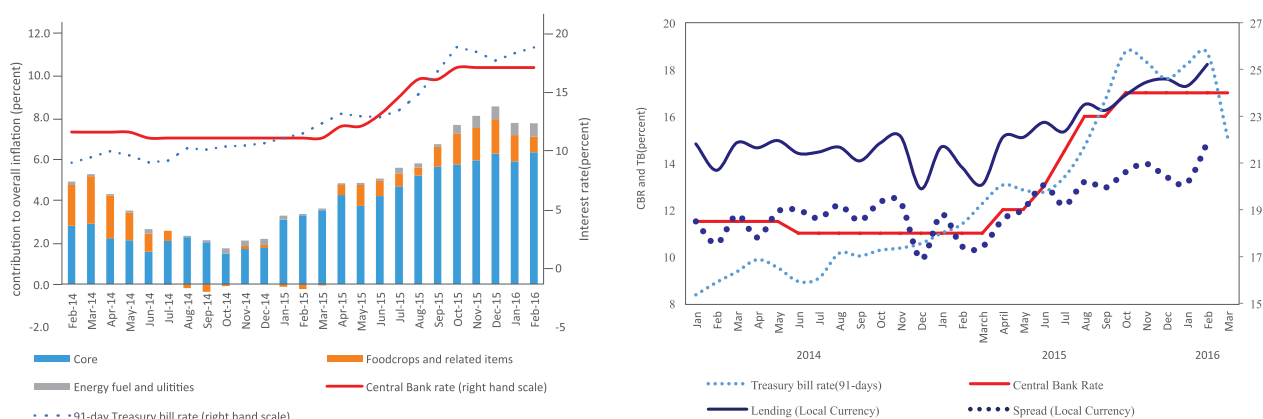 contribution to overall inflation (percent)
12.0
10.0
8.0
6.0
4.0
2.0
0.0
-2.0
20
15
10
5
0
-5
Interest rate(percent)
Feb-14 Mar-14 Apr-14 May-14 Jun-14 Jul-14 Aug-14 Sep-14 Oct-14 Nov-14 Dec-14 Jan-15 Feb-15 Mar-15 Apr-15 May-15 Jun-15 Jul-15 Aug-15 Sep-15 Oct-15 Nov-15 Dec-15 Jan-16 Feb-16
Core
Foodcrops and related items
Energy fuel and ulitities
Central Bank rate (right hand scale)
91-day Treasury bill rate (right hand scale)
CBR and TB(percent)
20
18
16
14
12
10
8
27
25
23
21
19
17
15
Jan Feb Mar Apr May Jun Jul Aug Sep Oct Nov Dec Jan Feb March April May Jun Jul Aug Sep Oct Nov Dec Jan Feb Mar
2014 2015 2016
Treasury bill rate(91-days)
Central Bank Rate
Lending (Local Currency)
Spread (Local Currency)